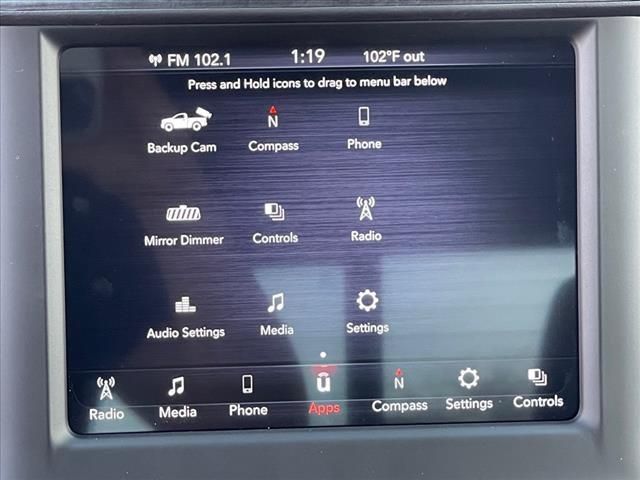 FM 102.1 1:19 102°F out
Press and Hold icons to drag to menu bar below
N
Backup Cam Compass Phone
Mirror Dimmer Controls Radio
Audio Settings Media Settings
u N
Radio Media Phone Apps Compass Settings Controls